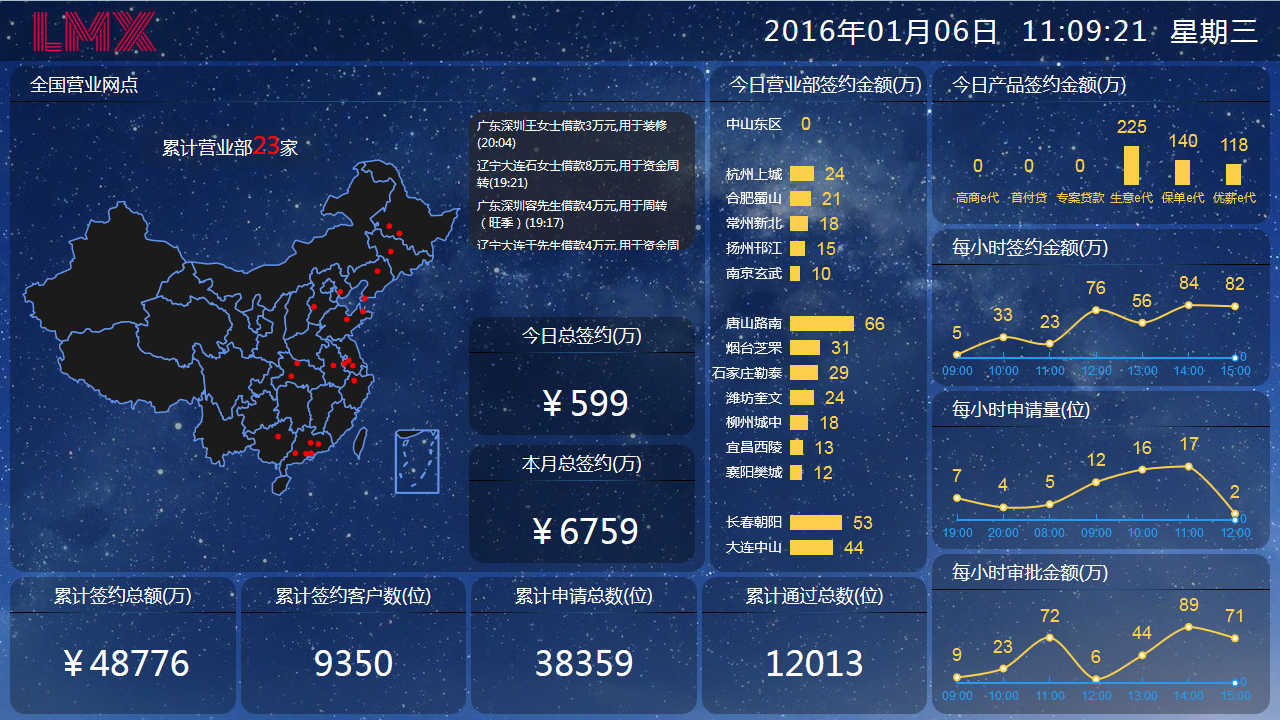 LMX
2016年01月06日 11:09:21 星期三
全国营业网点
累计营业部23家
广东深圳王女士借款3万元,用于装修
(20:04)
辽宁大连石女士借款8万元,用于资金周
转(19:21)
广东深圳容先生借款4万元,用于周转
（旺季）(19:17)
辽宁大连于先生借款4万元,用于资金周
今日总签约(万)
￥599
本月总签约(万)
￥6759
今日营业部签约金额(万)
中山东区 0
杭州上城 24
合肥蜀山 21
常州新北 18
扬州邗江 15
南京玄武 10
唐山路南 66
烟台芝罘 31
石家庄勒泰 29
潍坊奎文 24
柳州城中 18
宜昌西陵 13
襄阳樊城 12
长春朝阳 53
大连中山 44
今日产品签约金额(万)
0 0 0 225 140 118
高商e代 首付贷 专案贷款 生意e代 保单e代 优薪e代
每小时签约金额(万)
5 33 23 76 56 84 82
0
09:00 10:00 11:00 12:00 13:00 14:00 15:00
每小时申请量(位)
7 4 5 12 16 17 2
0
19:00 20:00 08:00 09:00 10:00 11:00 12:00
每小时审批金额(万)
9 23 72 6 44 89 71
0
09:00 10:00 11:00 12:00 13:00 14:00 15:00
累计签约总额(万)
￥48776
累计签约客户数(位)
9350
累计申请总数(位)
38359
累计通过总数(位)
12013